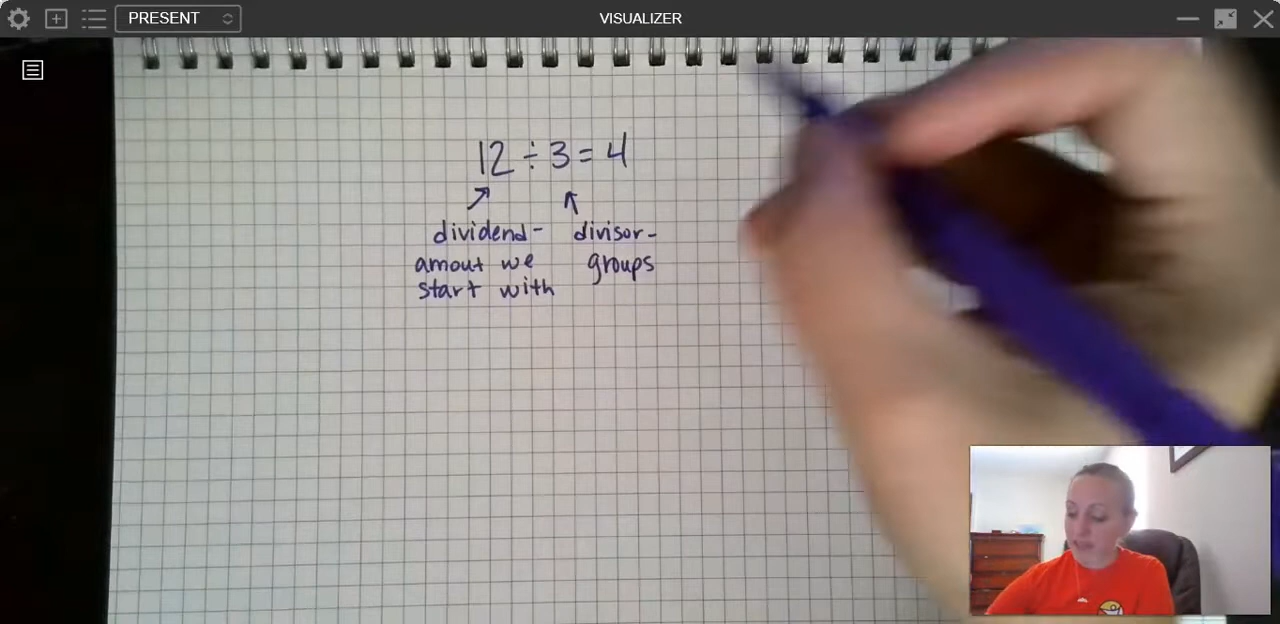 PRESENT
VISUALIZER
12 ÷ 3 = 4
dividend- divisor-
amout we groups
start with